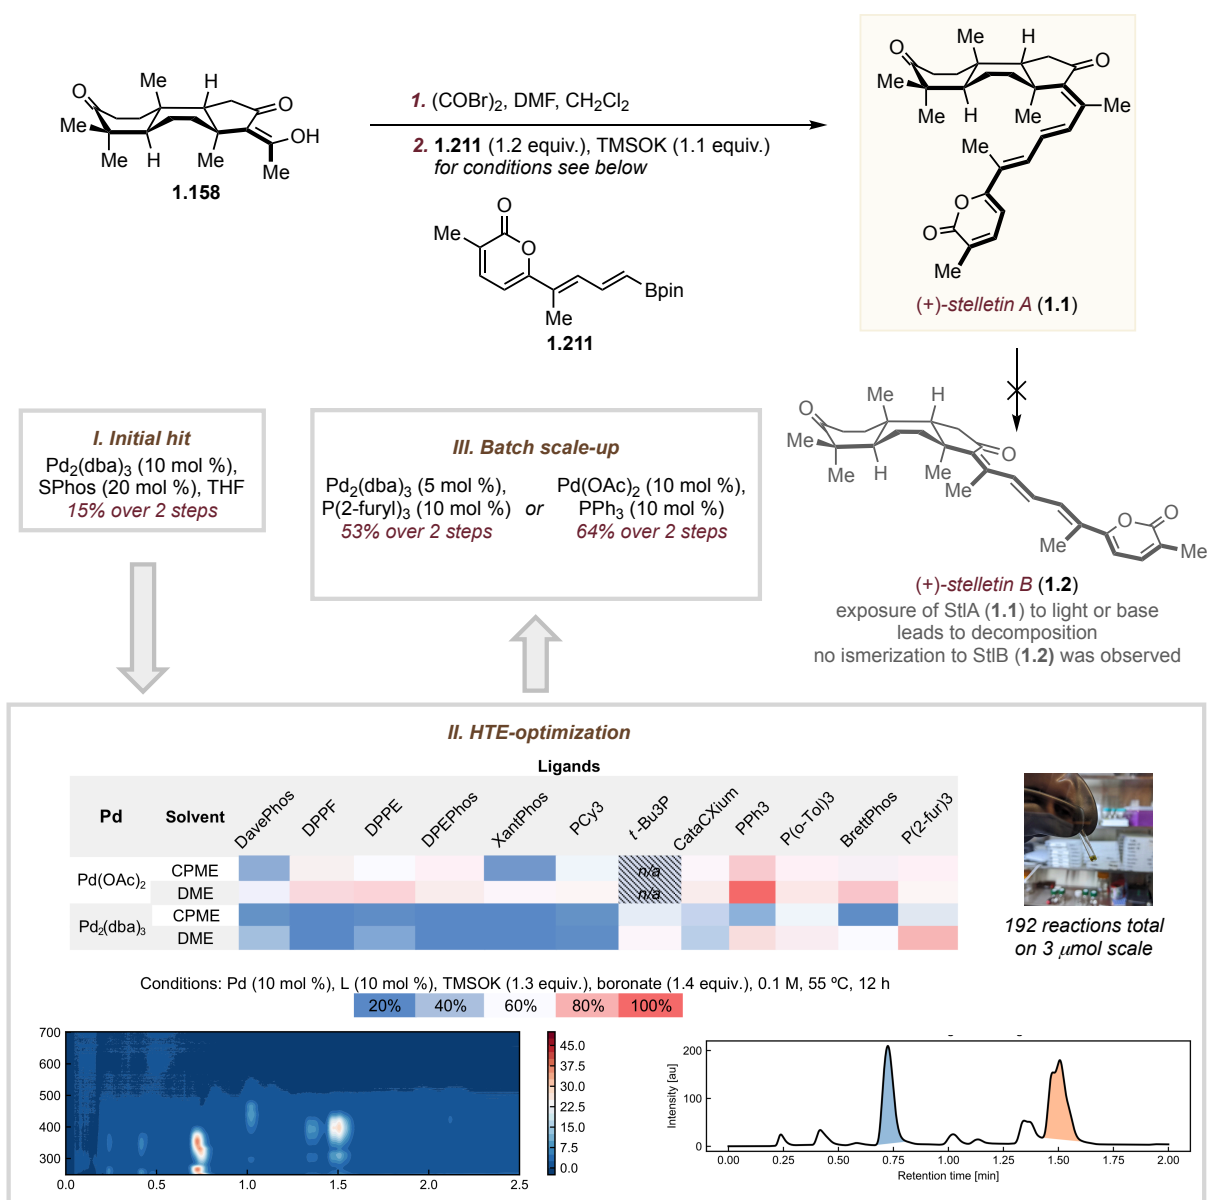 O
Me
H
O
Me
Me
H
Me
OH
Me
1.158
1. (COBr)2, DMF, CH2Cl2
2. 1.211 (1.2 equiv.), TMSOK (1.1 equiv.)
for conditions see below
O
Me
O
Me
Bpin
1.211
O
Me
H
O
Me
Me
H
Me
Me
Me
O
O
Me
(+)-stelletin A (1.1)
O
Me
H
Me
Me
H
Me
O
Me
Me
O
O
Me
(+)-stelletin B (1.2)
exposure of StlA (1.1) to light or base
leads to decomposition
no ismerization to StlB (1.2) was observed
I. Initial hit
Pd2(dba)3 (10 mol %),
SPhos (20 mol %), THF
15% over 2 steps
III. Batch scale-up
Pd2(dba)3 (5 mol %),
P(2-furyl)3 (10 mol %)
53% over 2 steps
or
Pd(OAc)2 (10 mol %),
PPh3 (10 mol %)
64% over 2 steps
II. HTE-optimization
Ligands
Pd Solvent DavePhos DPPF DPPE DPEPhos XantPhos PCy3 t-Bu3P CataCXium PPh3 P(o-Tol)3 BrettPhos P(2-fur)3
Pd(OAc)2
CPME n/a
DME n/a
Pd2(dba)3
CPME
DME
192 reactions total
on 3 μmol scale
Conditions: Pd (10 mol %), L (10 mol %), TMSOK (1.3 equiv.), boronate (1.4 equiv.), 0.1 M, 55 ºC, 12 h
20% 40% 60% 80% 100%
700
600
500
400
300
0.0 0.5 1.0 1.5 2.0 2.5
45.0
37.5
30.0
22.5
15.0
7.5
0.0
Intensity [au]
200
100
0
0.00 0.25 0.50 0.75 1.00 1.25 1.50 1.75 2.00
Retention time [min]